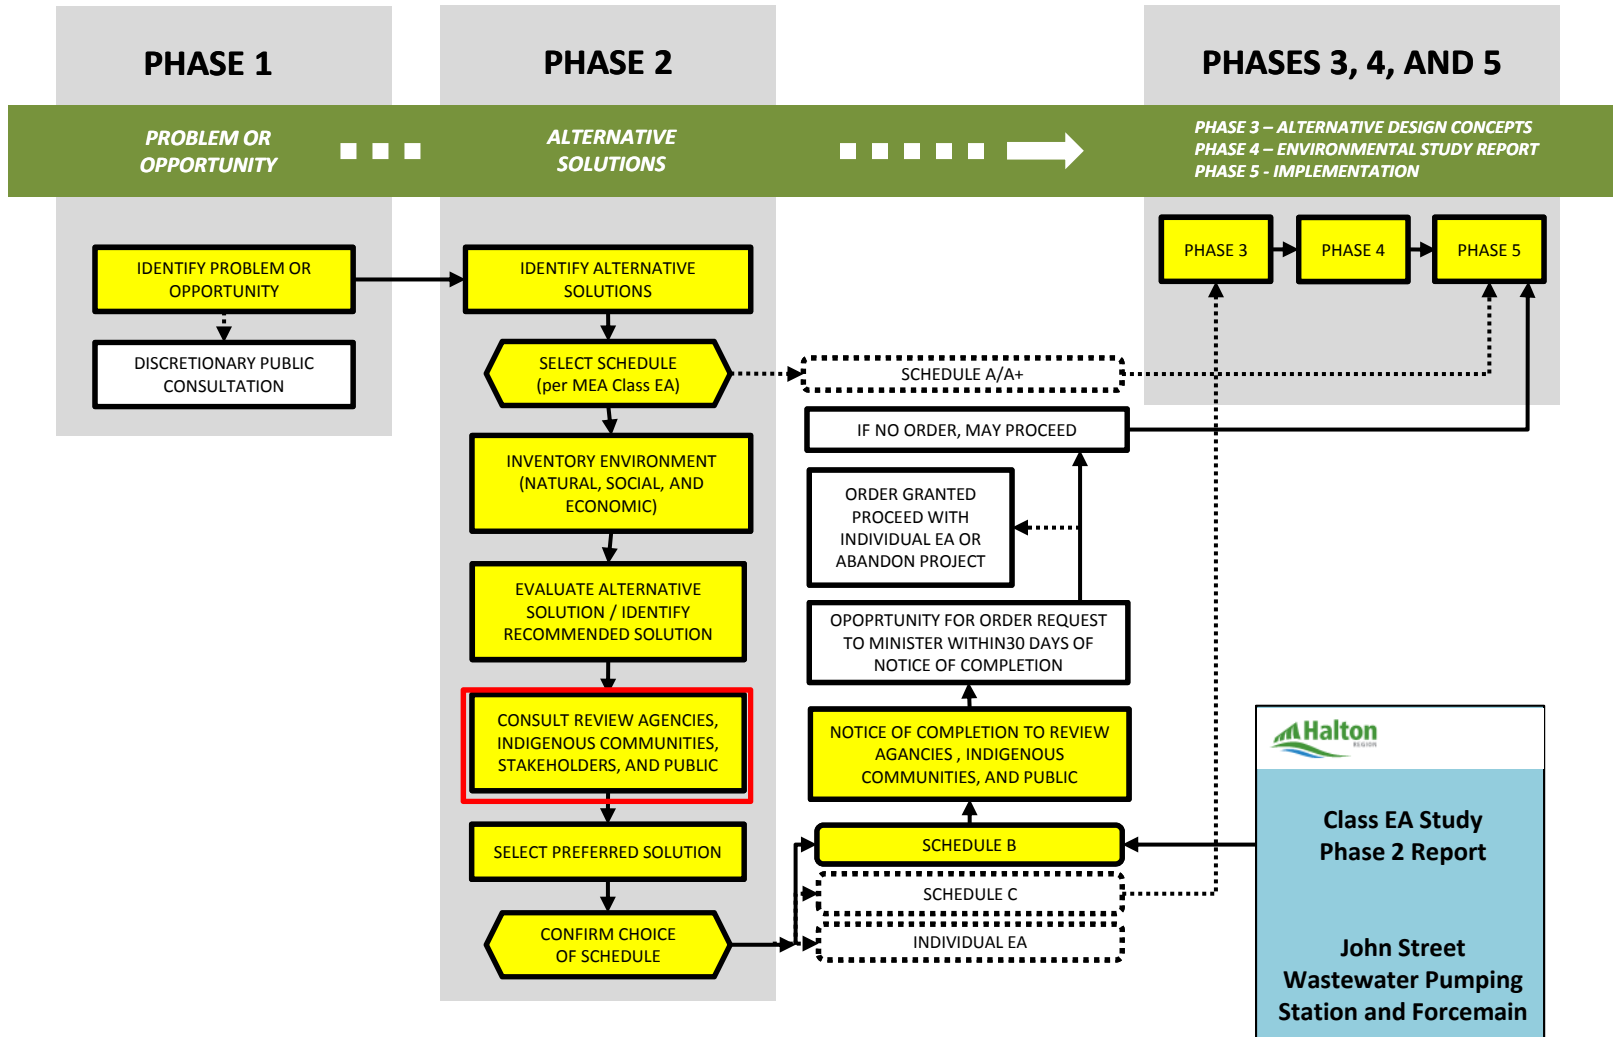 PHASE 1
PHASE 2
PHASES 3, 4, AND 5
PROBLEM OR
OPPORTUNITY
ALTERNATIVE
SOLUTIONS
PHASE 3 – ALTERNATIVE DESIGN CONCEPTS
PHASE 4 – ENVIRONMENTAL STUDY REPORT
PHASE 5 - IMPLEMENTATION
IDENTIFY PROBLEM OR
OPPORTUNITY
DISCRETIONARY PUBLIC
CONSULTATION
IDENTIFY ALTERNATIVE
SOLUTIONS
SELECT SCHEDULE
(per MEA Class EA)
INVENTORY ENVIRONMENT
(NATURAL, SOCIAL, AND
ECONOMIC)
EVALUATE ALTERNATIVE
SOLUTION / IDENTIFY
RECOMMENDED SOLUTION
CONSULT REVIEW AGENCIES,
INDIGENOUS COMMUNITIES,
STAKEHOLDERS, AND PUBLIC
SELECT PREFERRED SOLUTION
CONFIRM CHOICE
OF SCHEDULE
SCHEDULE A/A+
IF NO ORDER, MAY PROCEED
ORDER GRANTED
PROCEED WITH
INDIVIDUAL EA OR
ABANDON PROJECT
OPOPRTUNITY FOR ORDER REQUEST
TO MINISTER WITHIN30 DAYS OF
NOTICE OF COMPLETION
NOTICE OF COMPLETION TO REVIEW
AGANCIES , INDIGENOUS
COMMUNITIES, AND PUBLIC
SCHEDULE B
SCHEDULE C
INDIVIDUAL EA
PHASE 3
PHASE 4
PHASE 5
Halton
REGION
Class EA Study
Phase 2 Report
John Street
Wastewater Pumping
Station and Forcemain